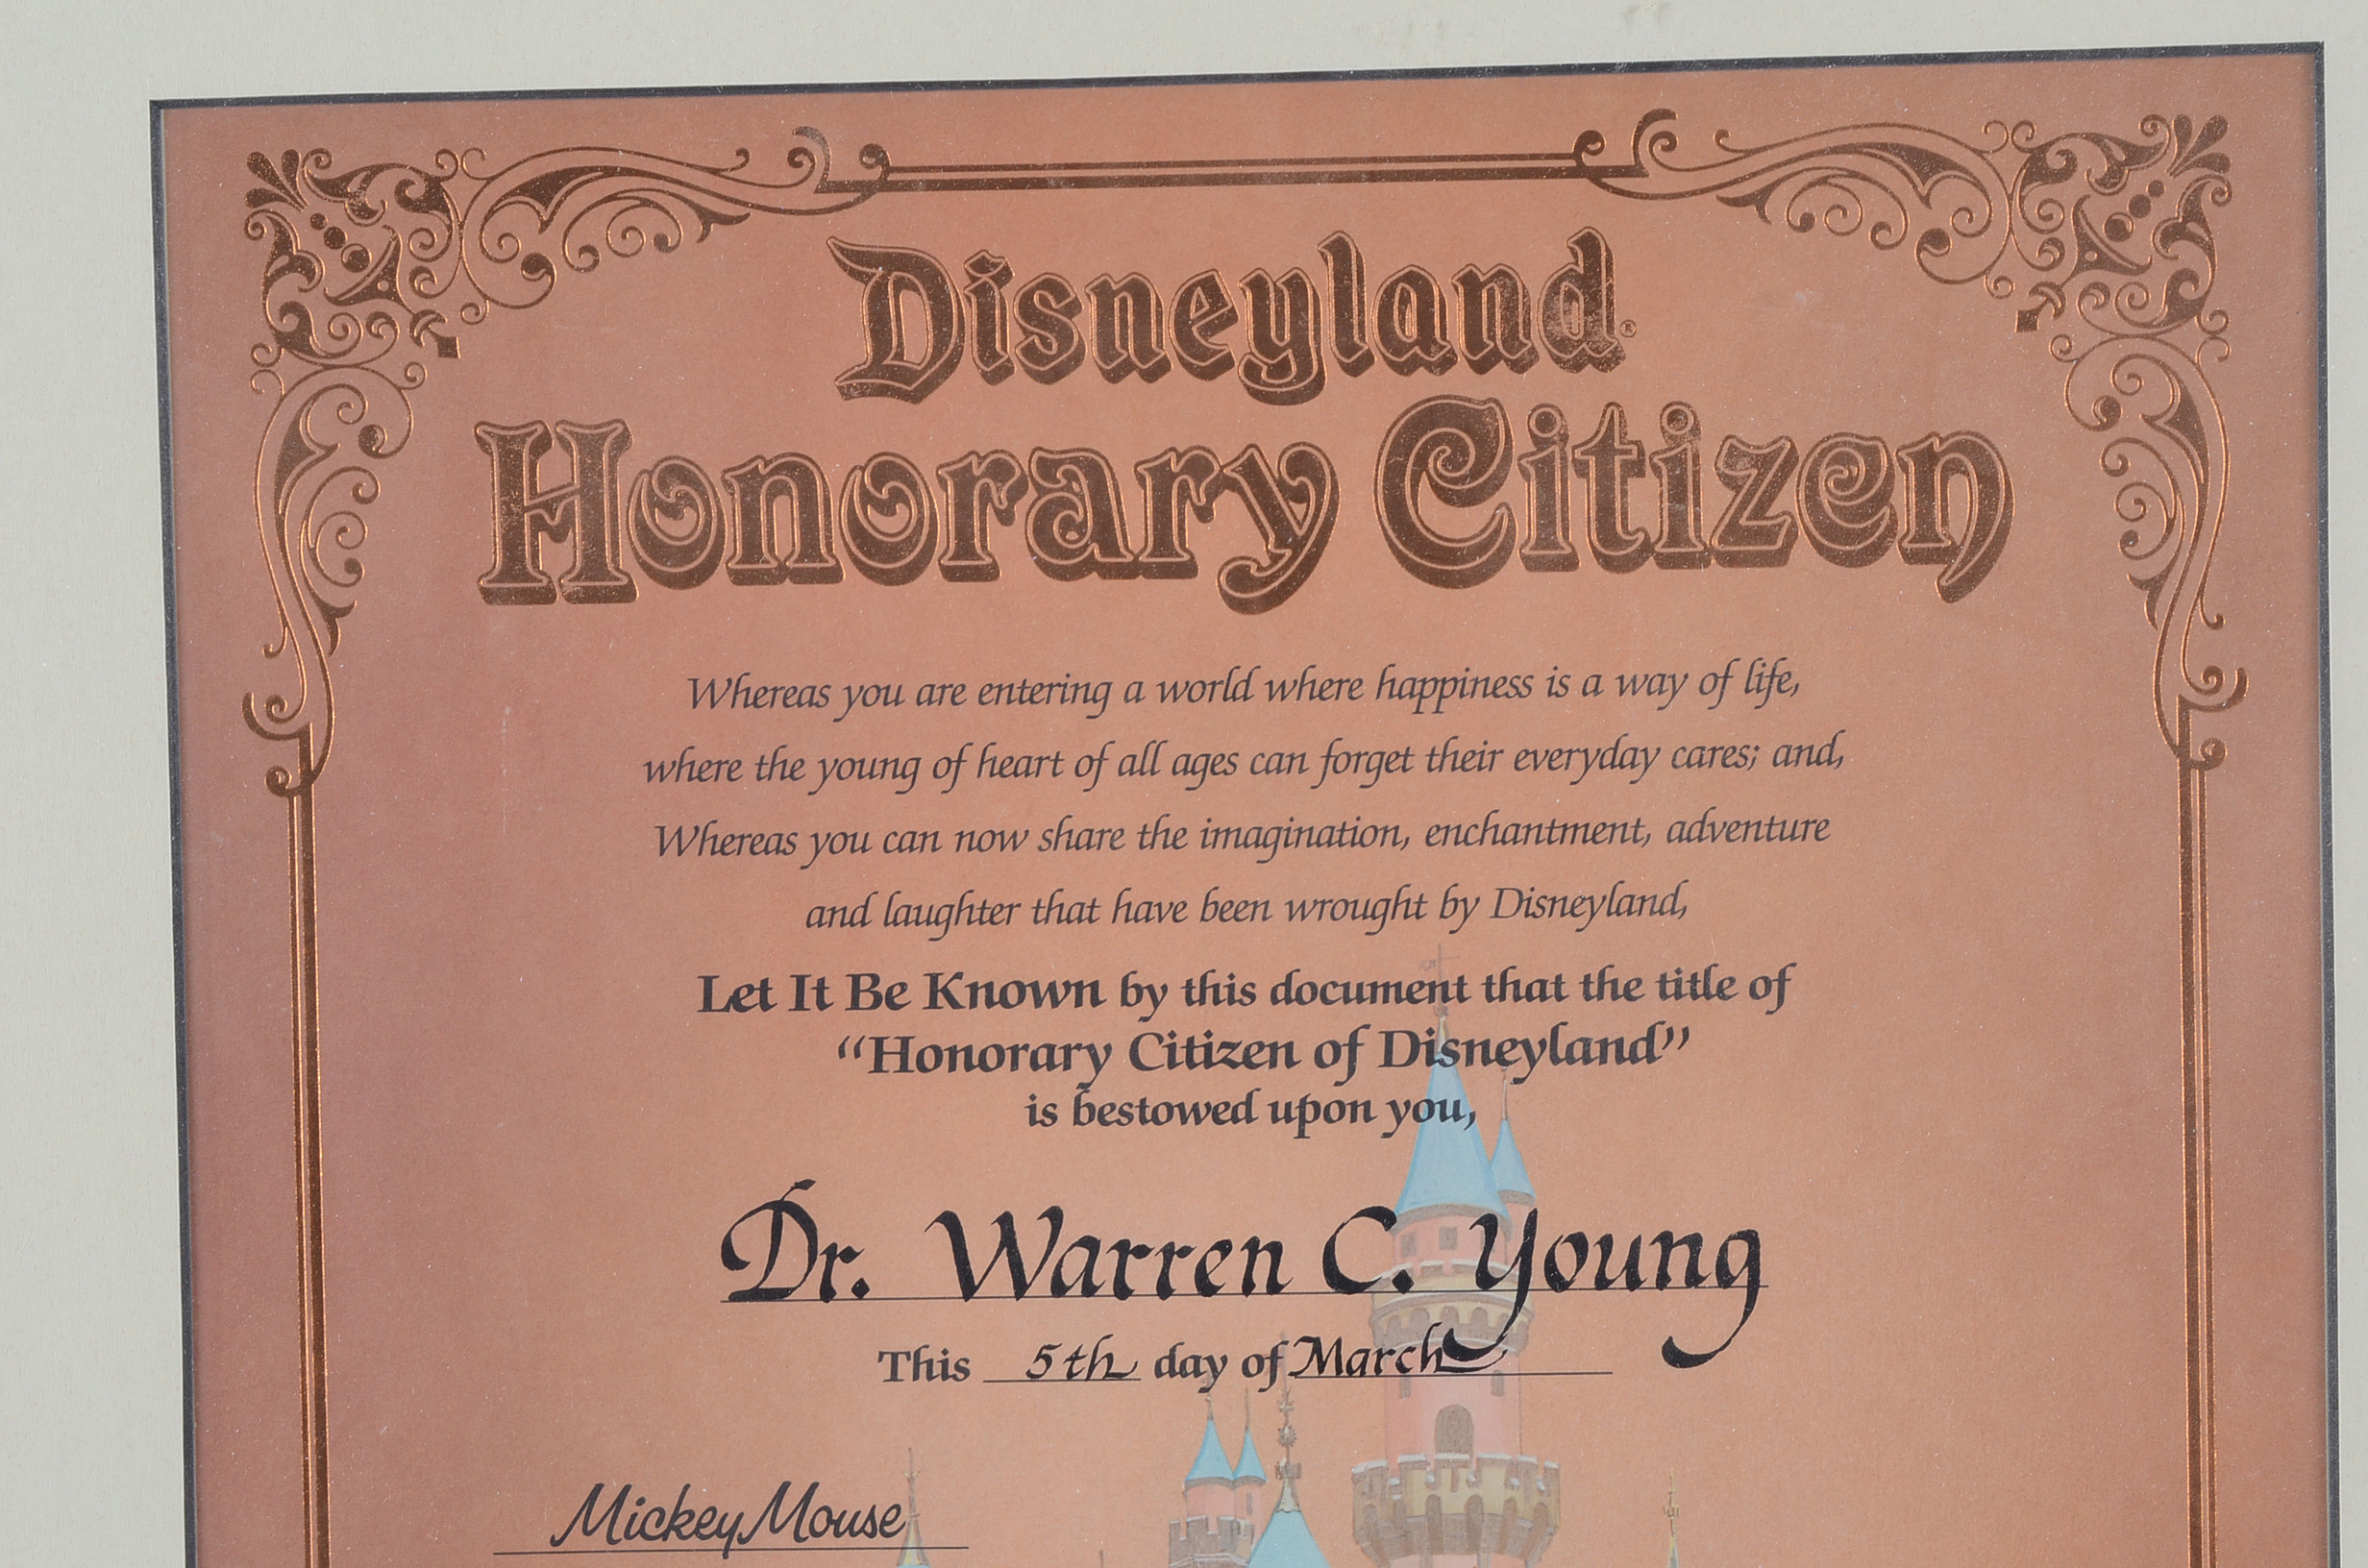 Disneyland®
Honorary Citizen
Whereas you are entering a world where happiness is a way of life,
where the young of heart of all ages can forget their everyday cares; and,
Whereas you can now share the imagination, enchantment, adventure
and laughter that have been wrought by Disneyland,
Let It Be Known by this document that the title of
“Honorary Citizen of Disneyland”
is bestowed upon you,
Dr. Warren C. Young
This 5th day of March
Mickey Mouse